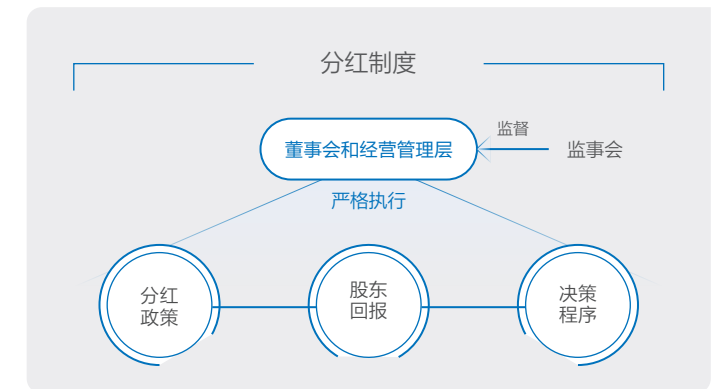 分红制度
监督
董事会和经营管理层
监事会
严格执行
分红
政策
股东
回报
决策
程序